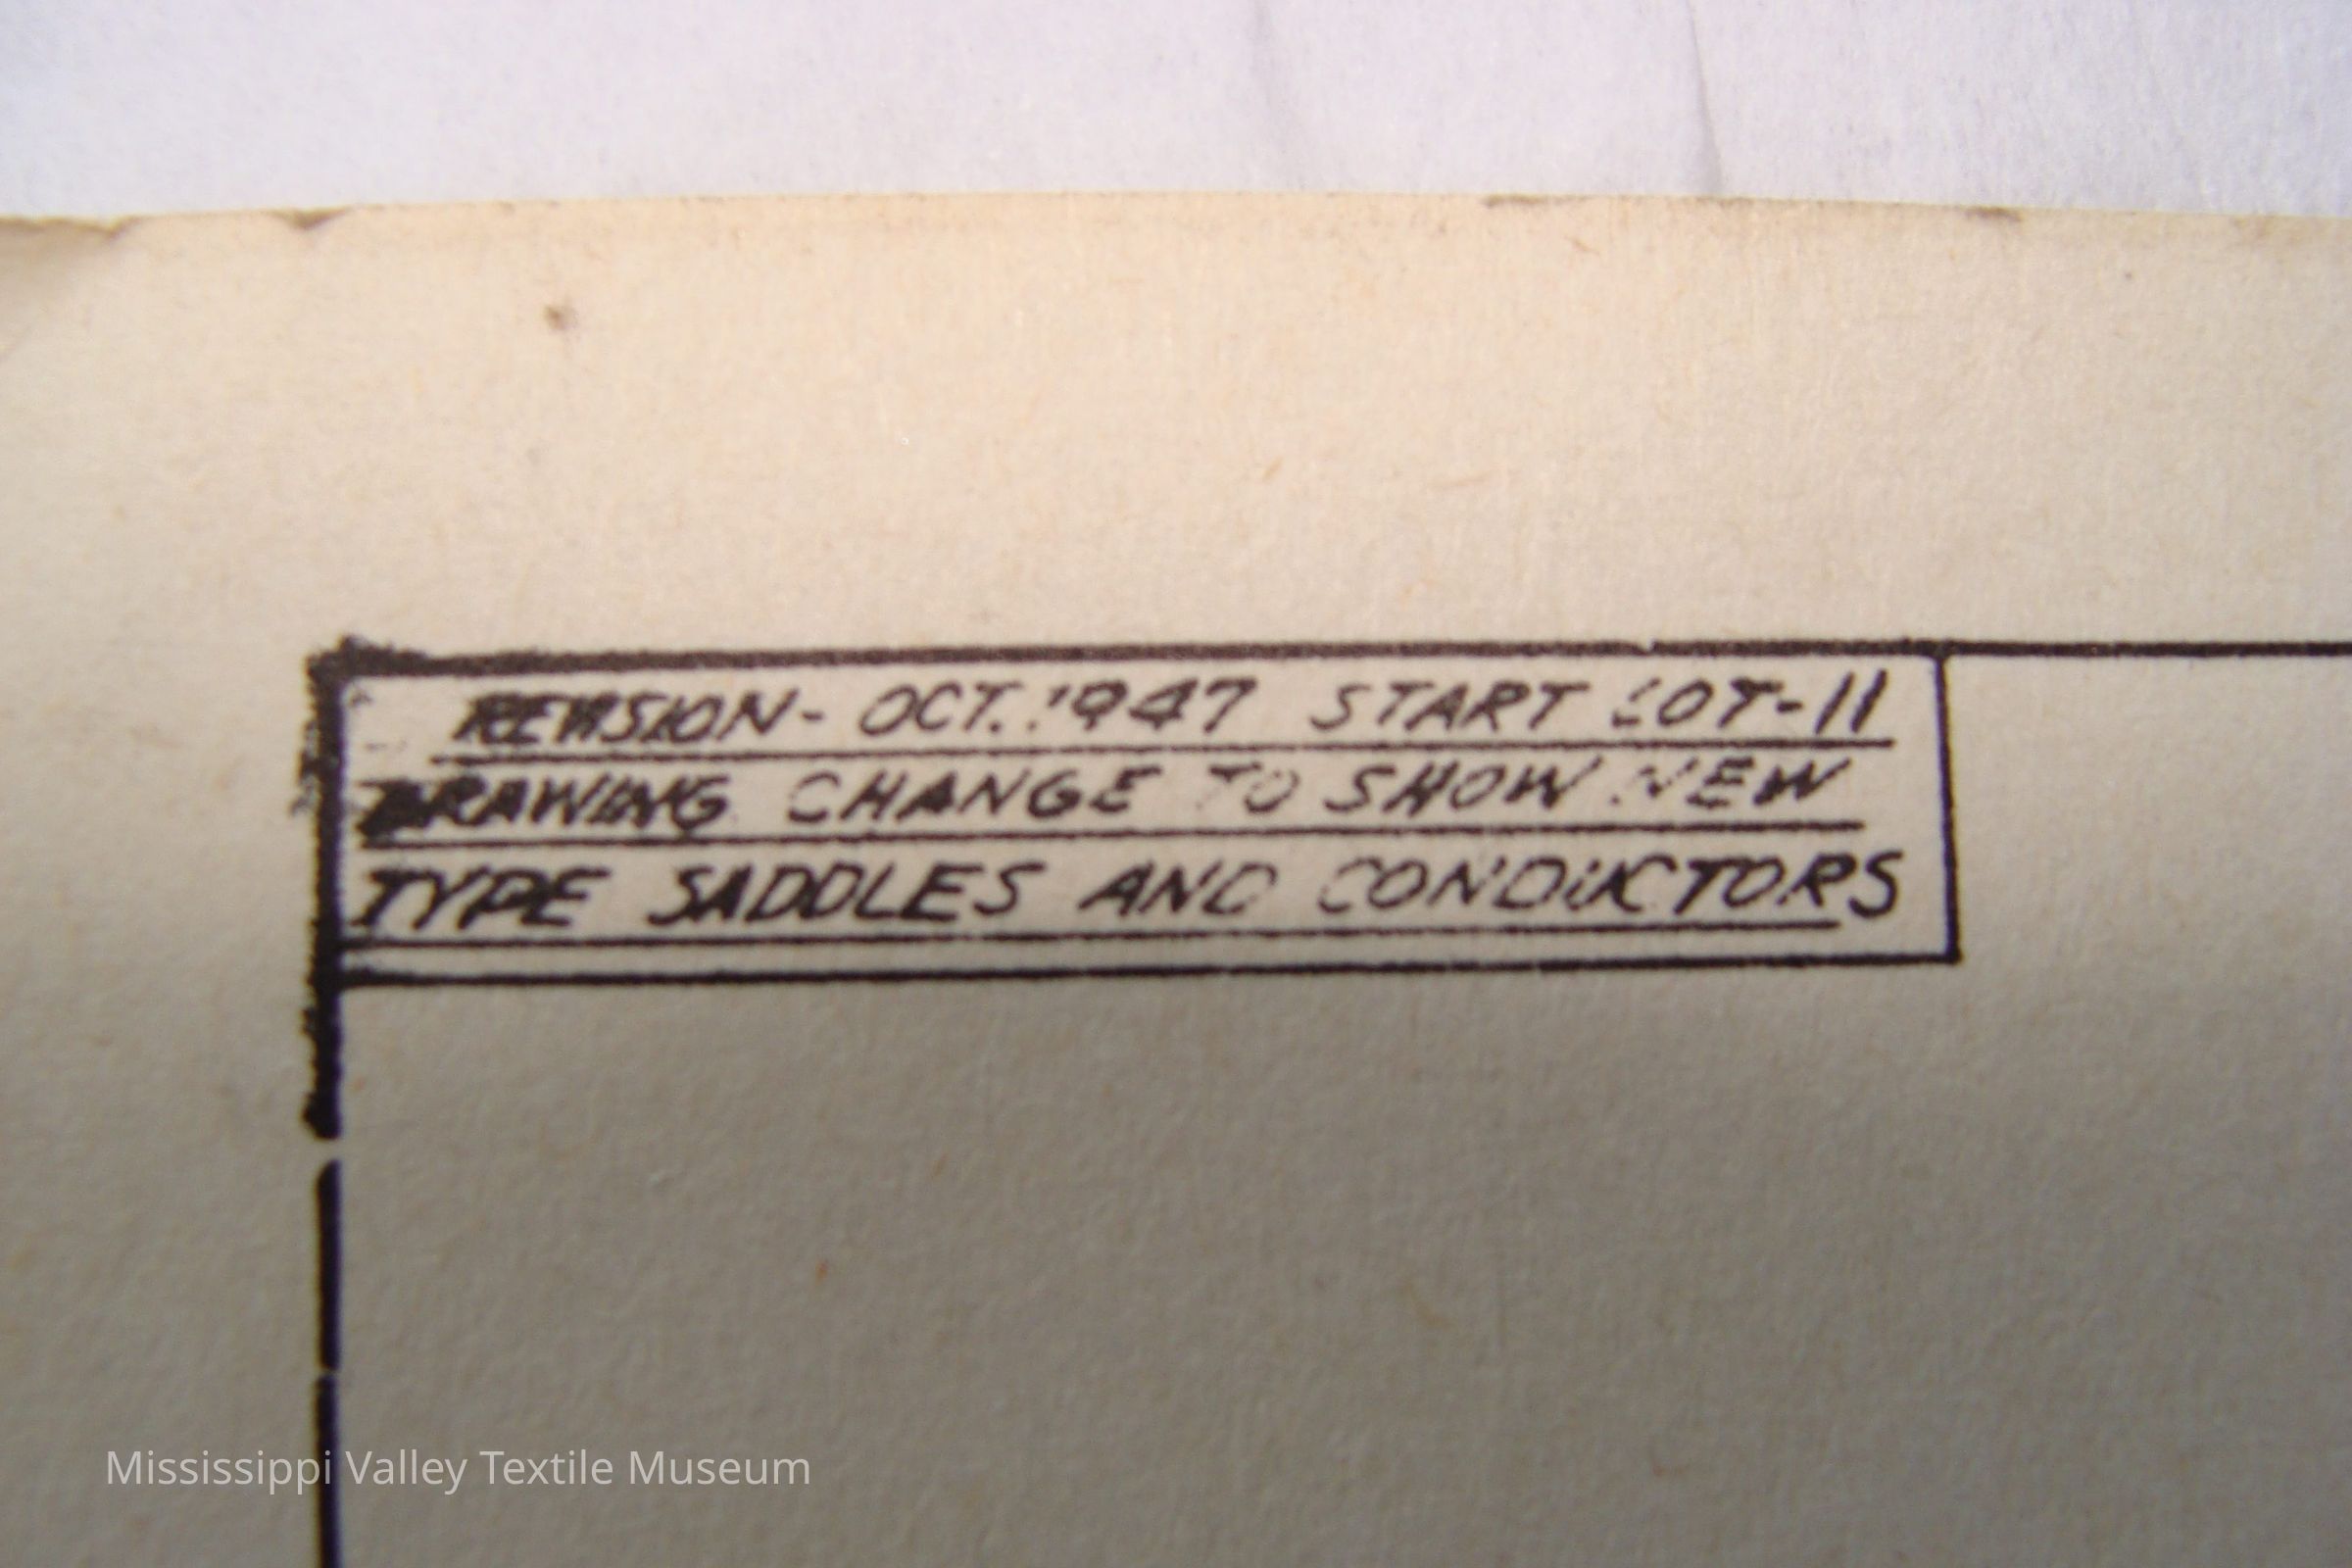 REVISION- OCT. 1947 START LOT-11
DRAWING CHANGE TO SHOW NEW
TYPE SADDLES AND CONDUCTORS
Mississippi Valley Textile Museum